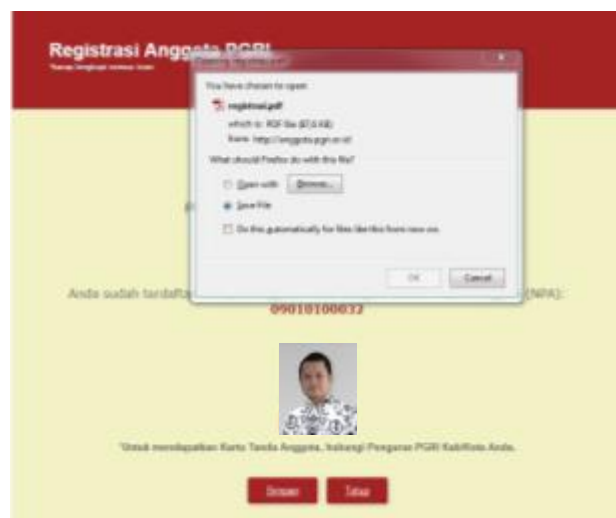 Registrasi Anggota PGRI
You have chosen to open:
registrasi.pdf
which is: PDF file (87,6 KB)
from: http://anggota.pgri.or.id
What should Firefox do with this file?
Open with Browse...
Save File
Do this automatically for files like this from now on.
OK Cancel
Anda sudah terdaftar (NPA):
09010100032
*Untuk mendapatkan Kartu Tanda Anggota, hubungi Pengurus PGRI Kab/Kota Anda.
Simpan Tutup